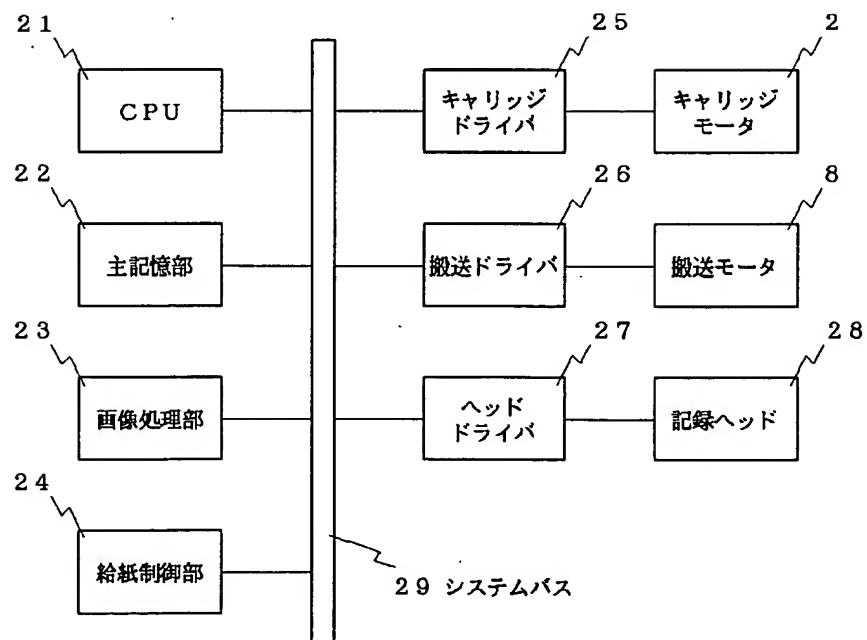 21
CPU
25
キャリッジ
ドライバ
2
キャリッジ
モータ
22
主記憶部
26
搬送ドライバ
8
搬送モータ
23
画像処理部
27
ヘッド
ドライバ
28
記録ヘッド
24
給紙制御部
29 システムバス